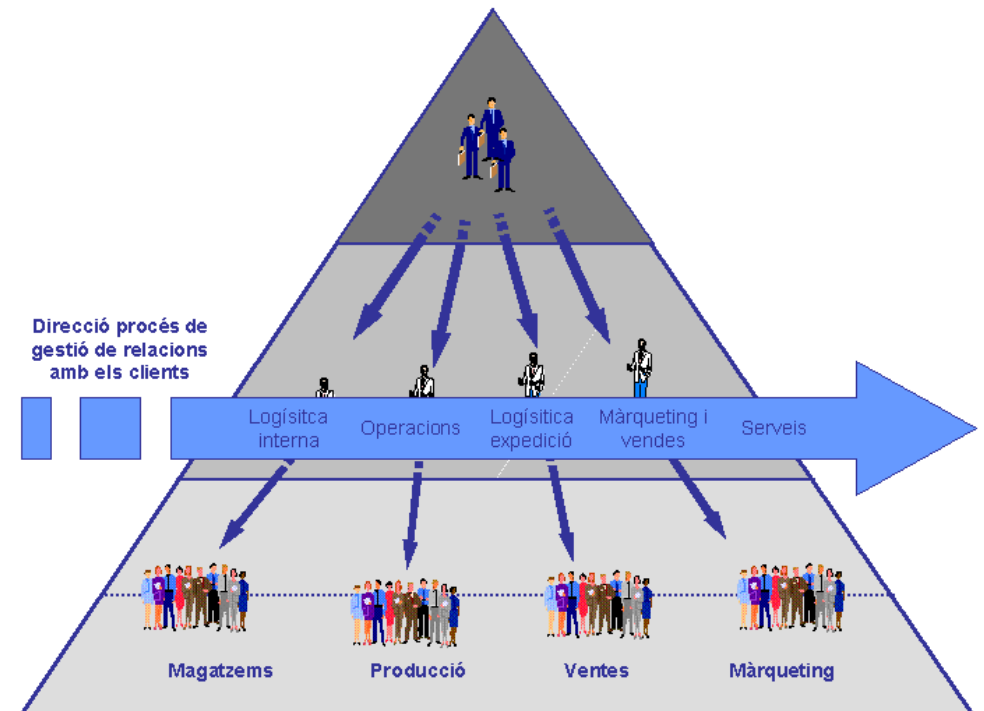 Direcció procés de
gestió de relacions
amb els clients
Logísitca
interna
Operacions
Logísitica
expedició
Màrqueting i
vendes
Serveis
Magatzems
Producció
Ventes
Màrqueting